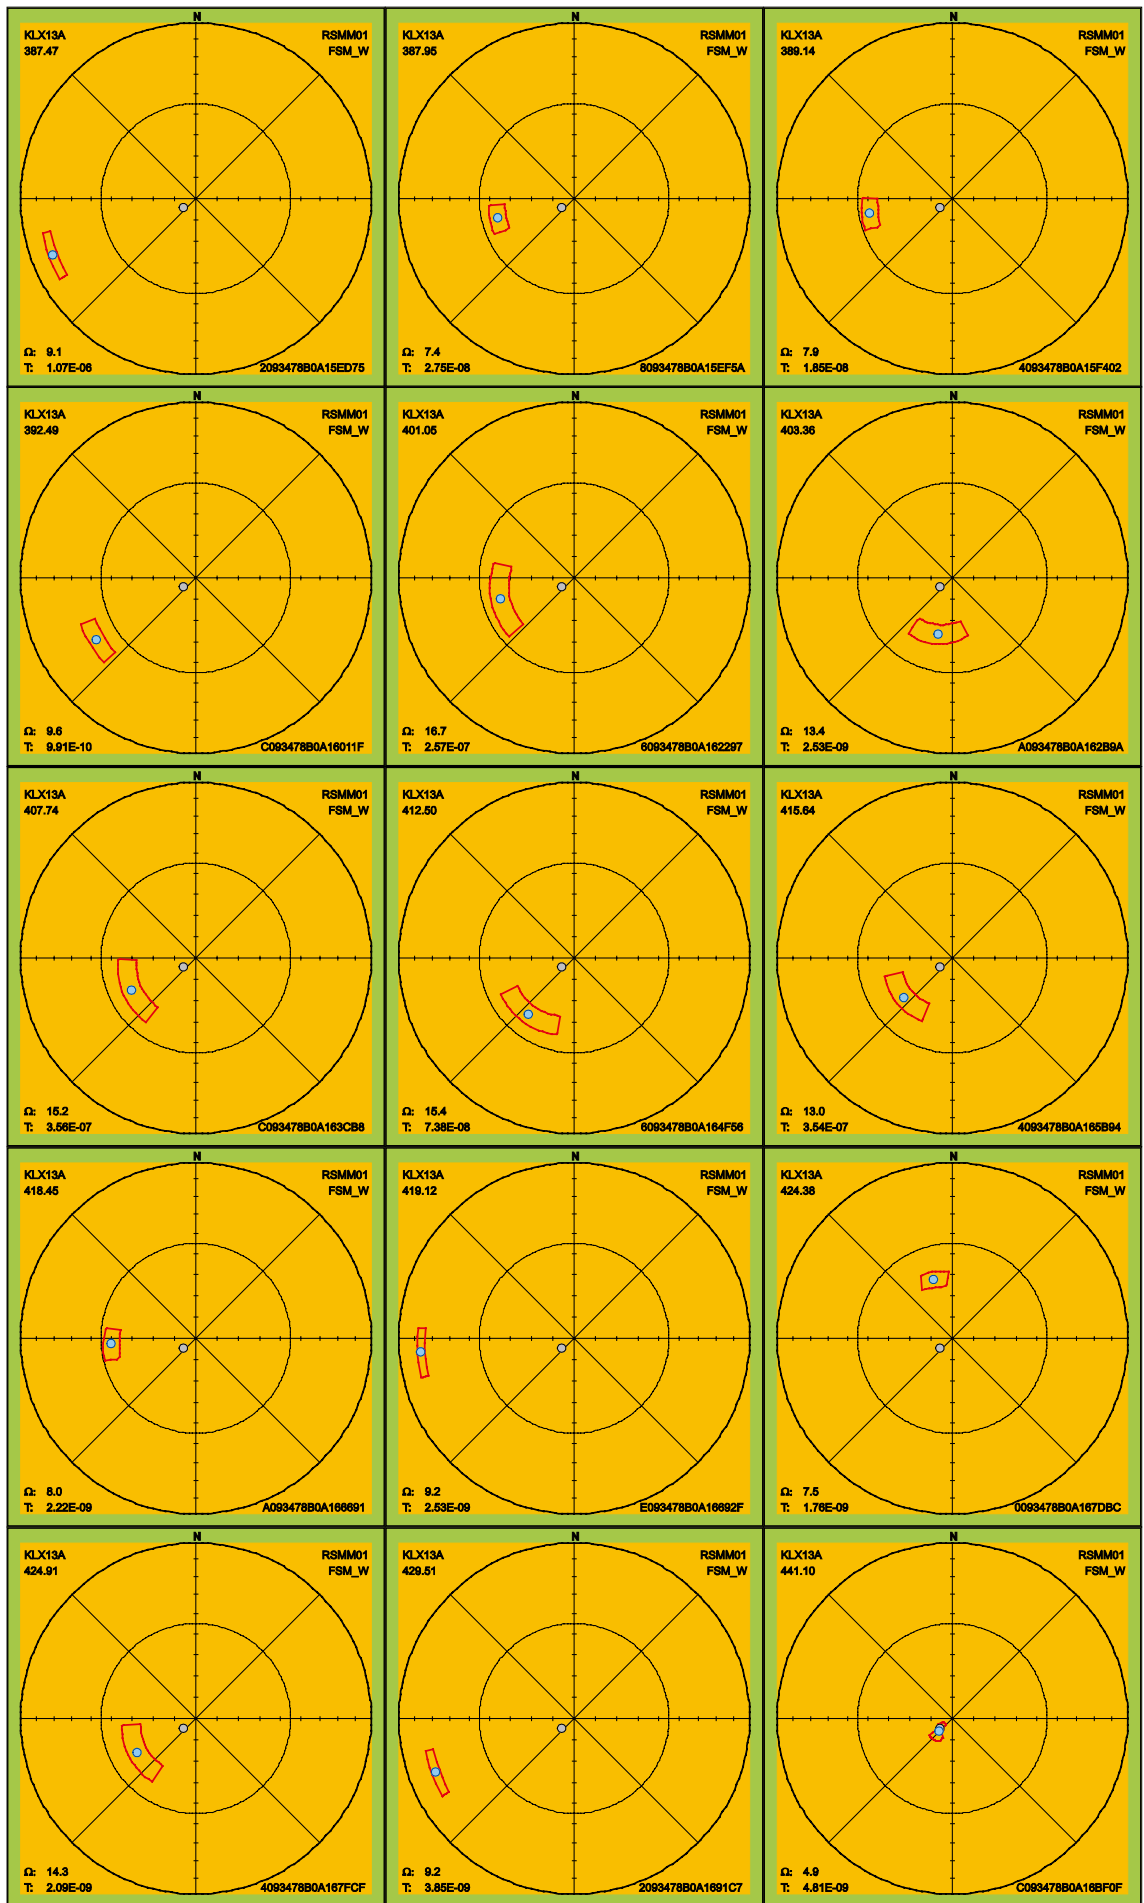 N N N
KLX13A RSMM01 KLX13A RSMM01 KLX13A RSMM01
387.47 FSM_W 387.95 FSM_W 389.14 FSM_W
Ω: 9.1 Ω: 7.4 Ω: 7.9
T: 1.07E-06 2093478B0A15ED75 T: 2.75E-08 8093478B0A15EF5A T: 1.85E-08 4093478B0A15F402
N N N
KLX13A RSMM01 KLX13A RSMM01 KLX13A RSMM01
392.49 FSM_W 401.05 FSM_W 403.36 FSM_W
Ω: 9.6 Ω: 16.7 Ω: 13.4
T: 9.91E-10 C093478B0A16011F T: 2.57E-07 6093478B0A162297 T: 2.53E-09 A093478B0A162B9A
N N N
KLX13A RSMM01 KLX13A RSMM01 KLX13A RSMM01
407.74 FSM_W 412.50 FSM_W 415.64 FSM_W
Ω: 15.2 Ω: 15.4 Ω: 13.0
T: 3.56E-07 C093478B0A163CB8 T: 7.38E-08 6093478B0A164F56 T: 3.54E-07 4093478B0A165B94
N N N
KLX13A RSMM01 KLX13A RSMM01 KLX13A RSMM01
418.45 FSM_W 419.12 FSM_W 424.38 FSM_W
Ω: 8.0 Ω: 9.2 Ω: 7.5
T: 2.22E-09 A093478B0A166691 T: 2.53E-09 E093478B0A16692F T: 1.76E-09 0093478B0A167DBC
N N N
KLX13A RSMM01 KLX13A RSMM01 KLX13A RSMM01
424.91 FSM_W 429.51 FSM_W 441.10 FSM_W
Ω: 14.3 Ω: 9.2 Ω: 4.9
T: 2.09E-09 4093478B0A167FCF T: 3.85E-09 2093478B0A1691C7 T: 4.81E-09 C093478B0A16BF0F